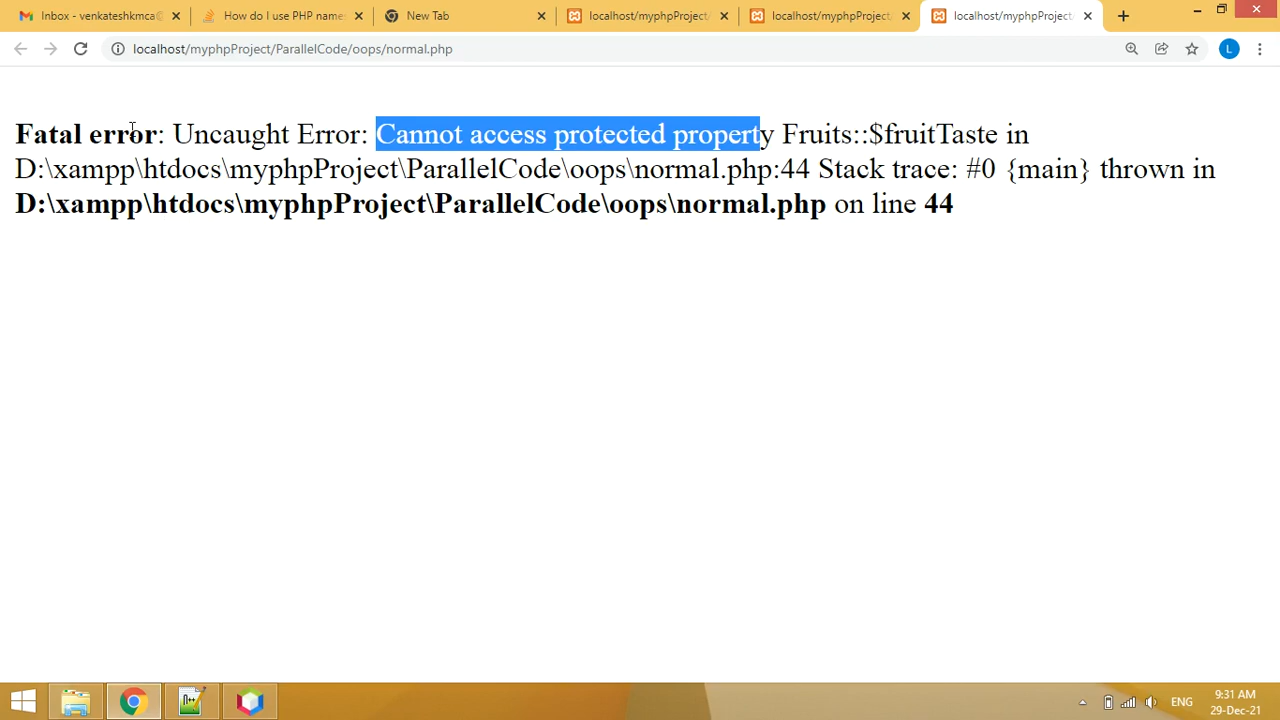 Inbox - venkateshkmca@
How do I use PHP name
New Tab
localhost/myphpProject/
localhost/myphpProject/
localhost/myphpProject/
localhost/myphpProject/ParallelCode/oops/normal.php
L
Fatal error: Uncaught Error: Cannot access protected property Fruits::$fruitTaste in
D:\xampp\htdocs\myphpProject\ParallelCode\oops\normal.php:44 Stack trace: #0 {main} thrown in
D:\xampp\htdocs\myphpProject\ParallelCode\oops\normal.php on line 44
ENG
9:31 AM
29-Dec-21